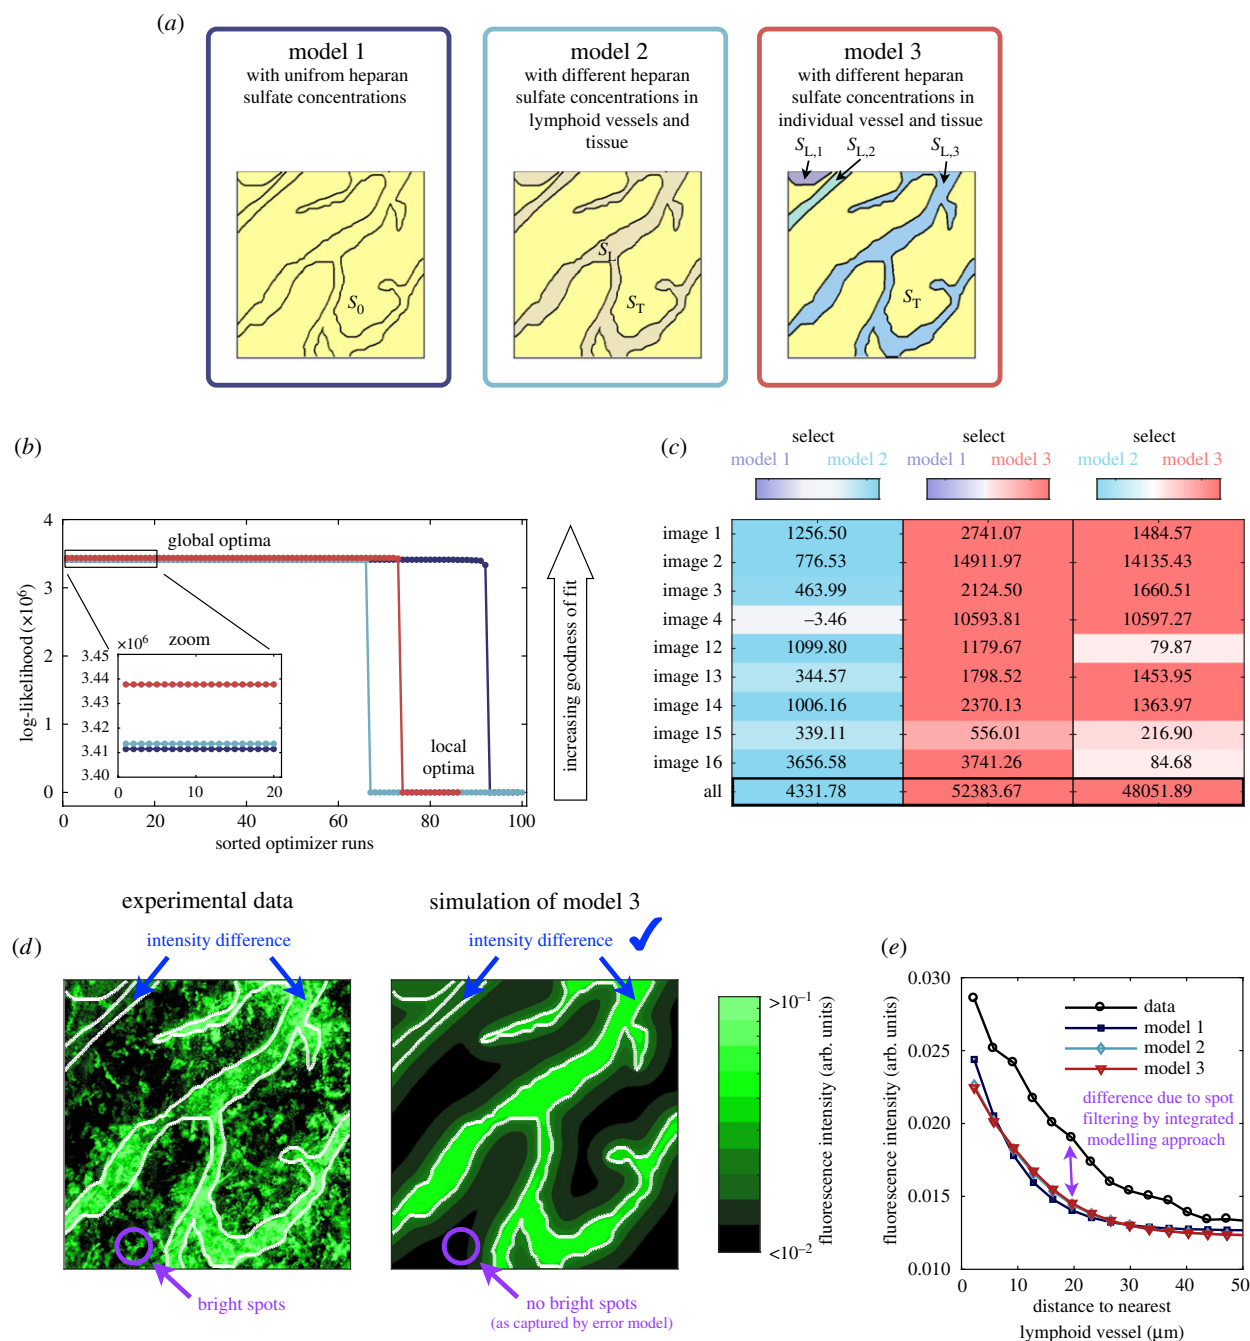 (a)
model 1
with unifrom heparan
sulfate concentrations
S0
model 2
with different heparan
sulfate concentrations in
lymphoid vessels and
tissue
SL
ST
model 3
with different heparan
sulfate concentrations in
individual vessel and tissue
SL,1 SL,2 SL,3
ST
(b)
4
3
2
1
0
log-likelihood (×10⁶)
global optima
×10⁶ zoom
3.45
3.44
3.43
3.42
3.41
3.40
0 5 10 15 20
local
optima
0 20 40 60 80 100
sorted optimizer runs
increasing goodness of fit
(c)
select select select
model 1 model 2 model 1 model 3 model 2 model 3
image 1 1256.50 2741.07 1484.57
image 2 776.53 14911.97 14135.43
image 3 463.99 2124.50 1660.51
image 4 −3.46 10593.81 10597.27
image 12 1099.80 1179.67 79.87
image 13 344.57 1798.52 1453.95
image 14 1006.16 2370.13 1363.97
image 15 339.11 556.01 216.90
image 16 3656.58 3741.26 84.68
all 4331.78 52383.67 48051.89
(d)
experimental data
intensity difference
bright spots
simulation of model 3
intensity difference
no bright spots
(as captured by error model)
>10⁻¹
<10⁻²
fluorescence intensity (arb. units)
(e)
0.030
0.025
0.020
0.015
0.010
fluorescence intensity (arb. units)
data
model 1
model 2
model 3
difference due to spot
filtering by integrated
modelling approach
0 10 20 30 40 50
distance to nearest
lymphoid vessel (µm)